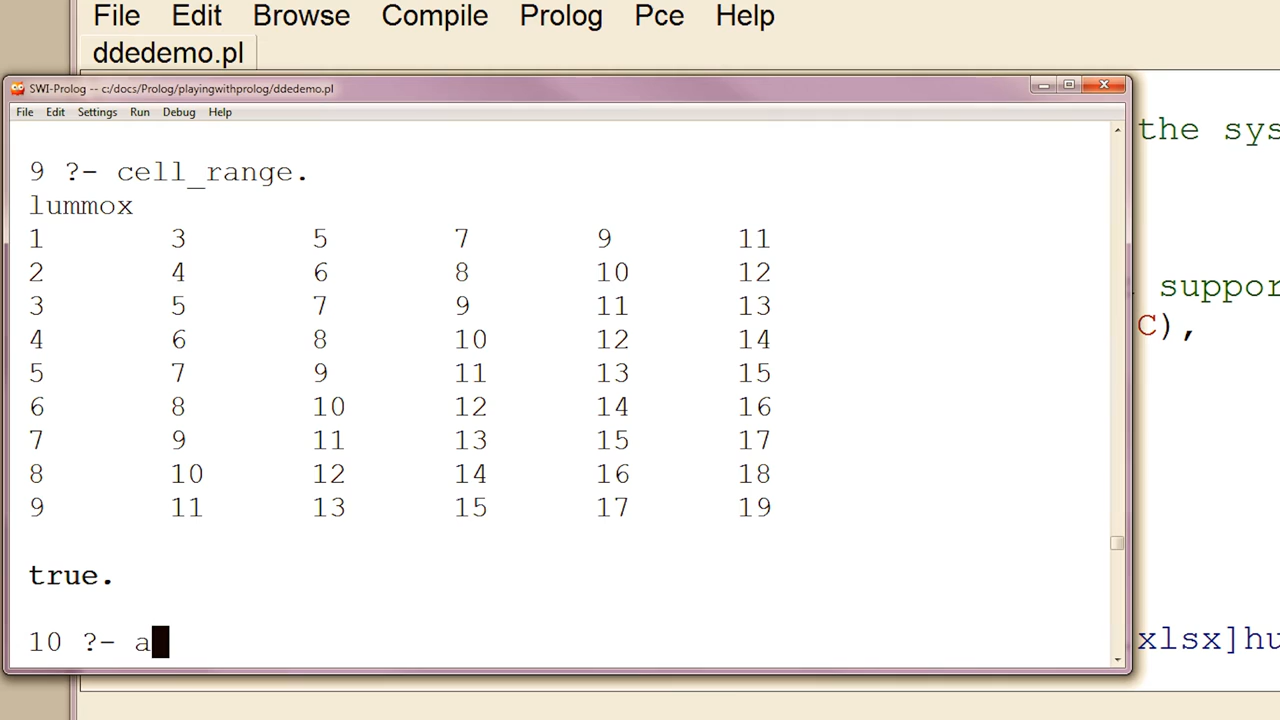 File Edit Browse Compile Prolog Pce Help
ddedemo.pl
SWI-Prolog -- c:/docs/Prolog/playingwithprolog/ddedemo.pl
File Edit Settings Run Debug Help
the sys
9 ?- cell_range.
lummox
1 3 5 7 9 11
2 4 6 8 10 12
suppor
3 5 7 9 11 13
C),
4 6 8 10 12 14
5 7 9 11 13 15
6 8 10 12 14 16
7 9 11 13 15 17
8 10 12 14 16 18
9 11 13 15 17 19
true.
10 ?- a
xlsx]hu